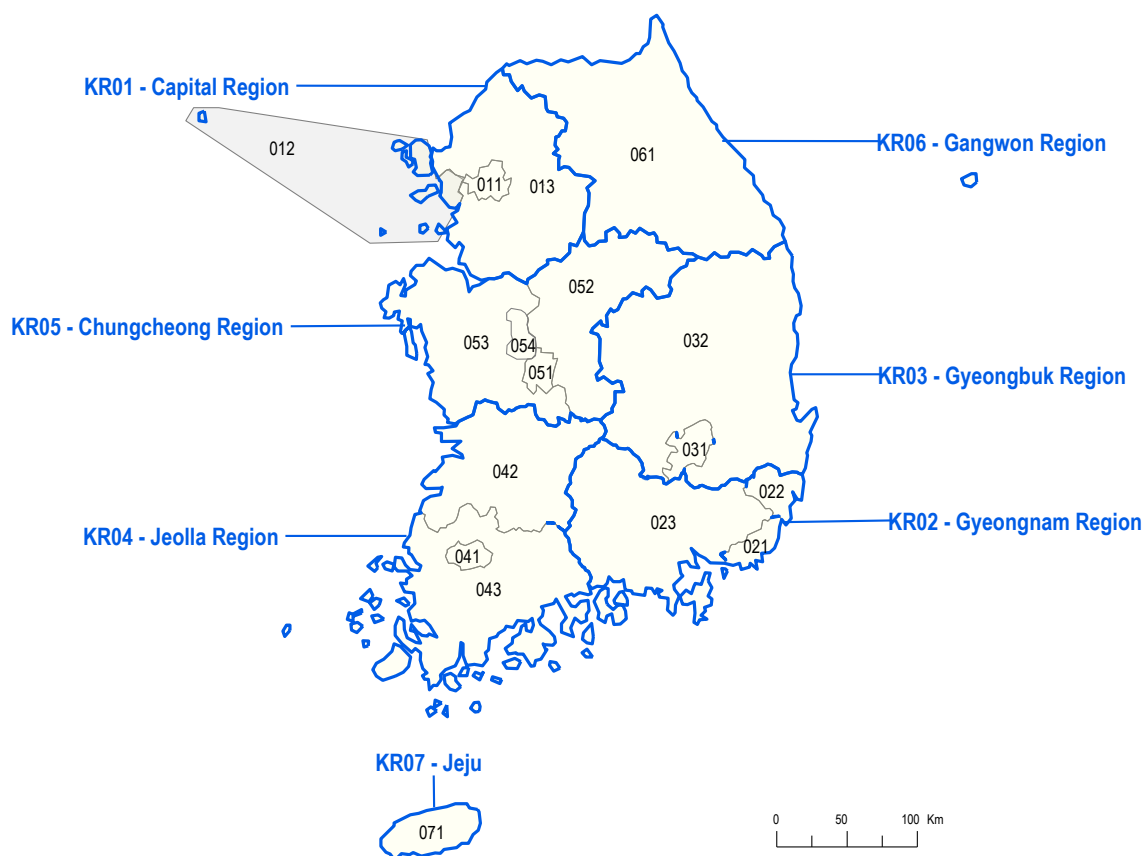 KR01 - Capital Region
012
061
KR06 - Gangwon Region
011
013
052
KR05 - Chungcheong Region
053
054
032
051
KR03 - Gyeongbuk Region
031
042
022
023
KR02 - Gyeongnam Region
KR04 - Jeolla Region
021
041
043
KR07 - Jeju
071
0 50 100 Km